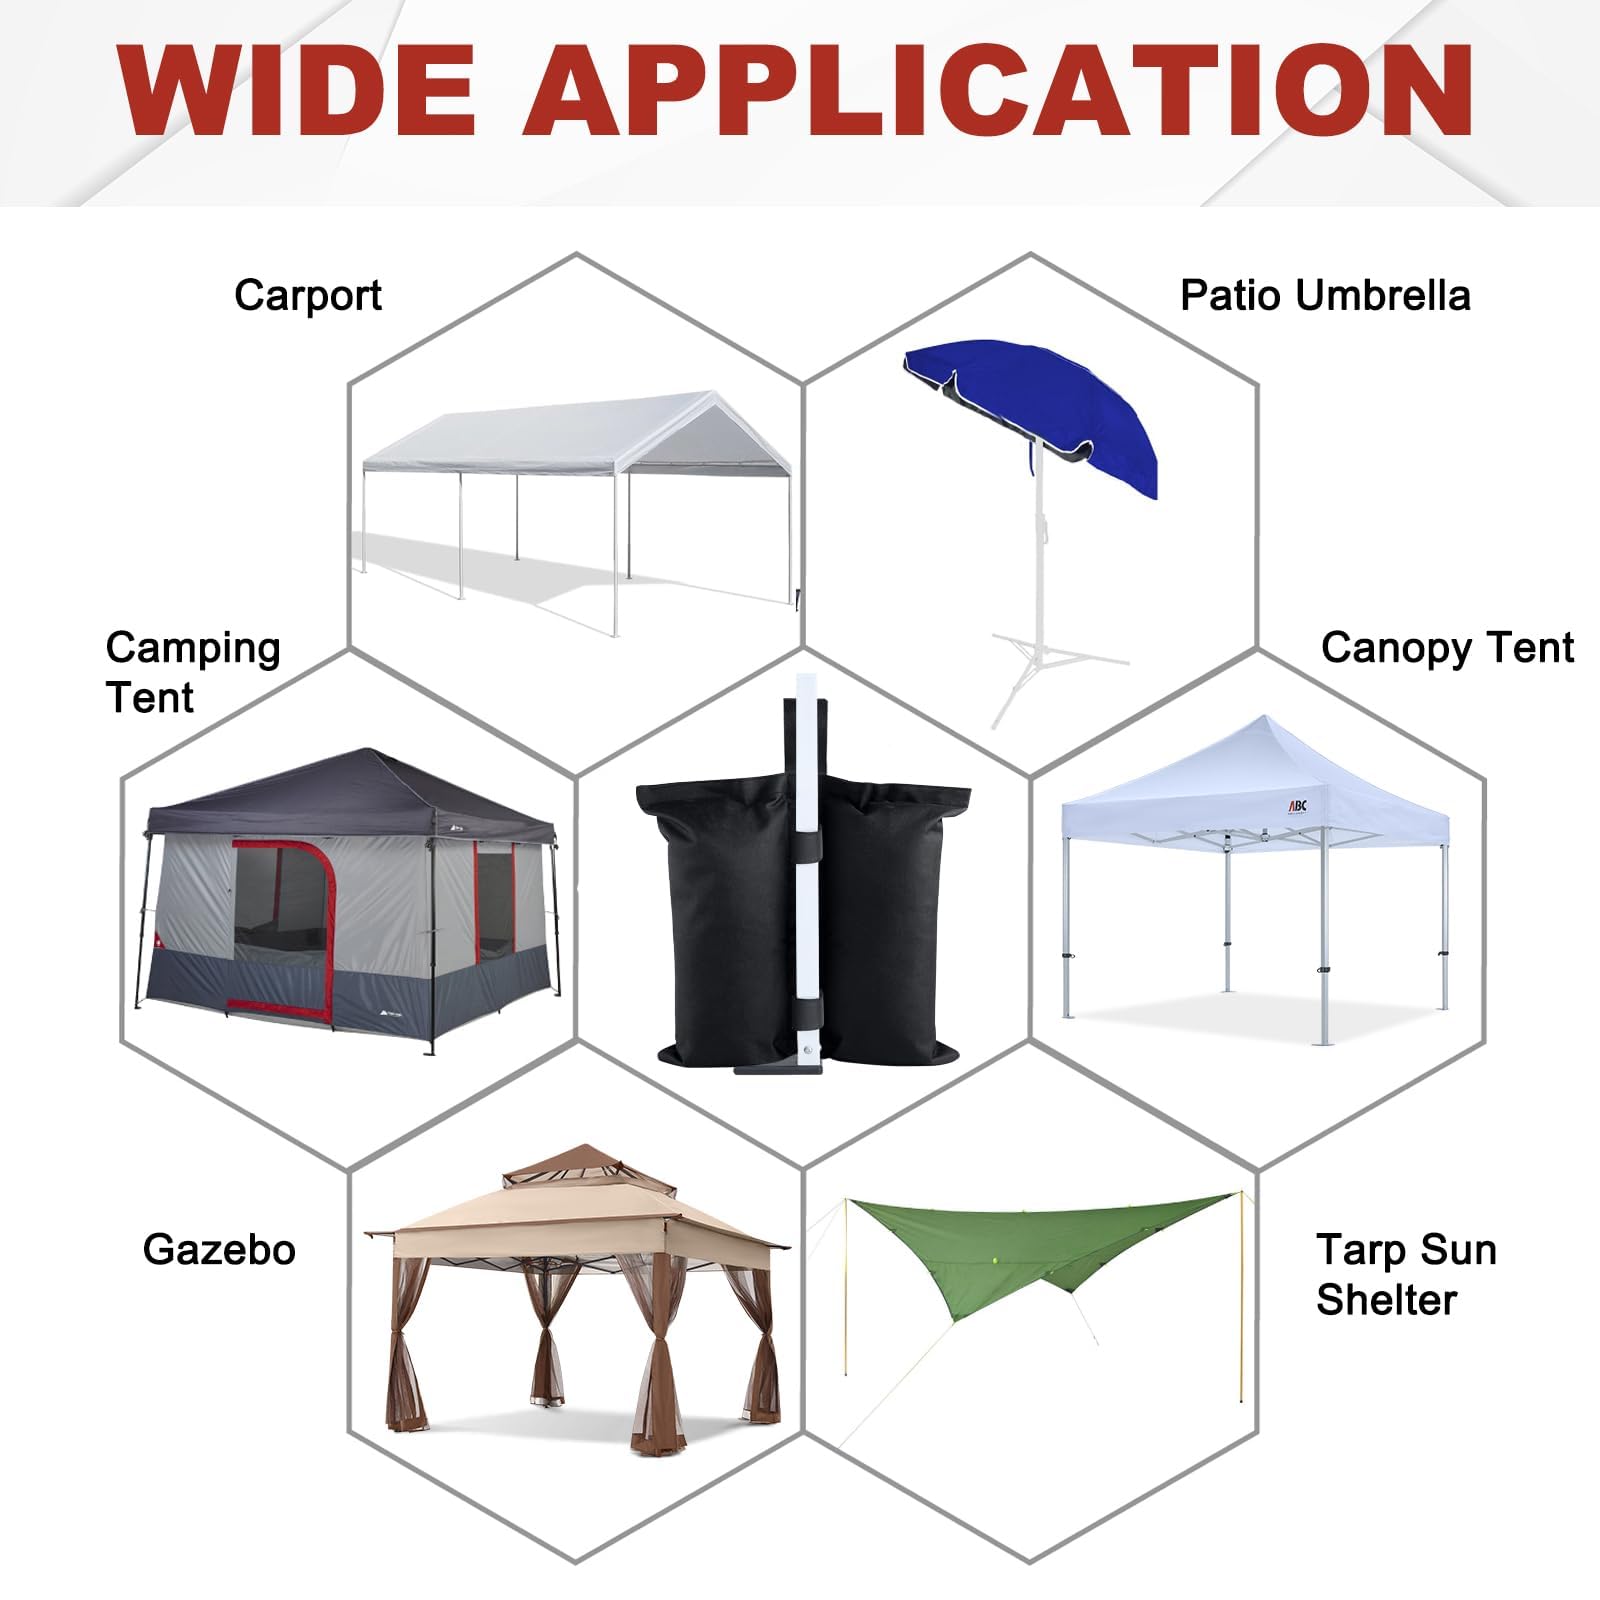 WIDE APPLICATION
Carport
Patio Umbrella
Camping
Tent
Canopy Tent
ABC
Gazebo
Tarp Sun
Shelter